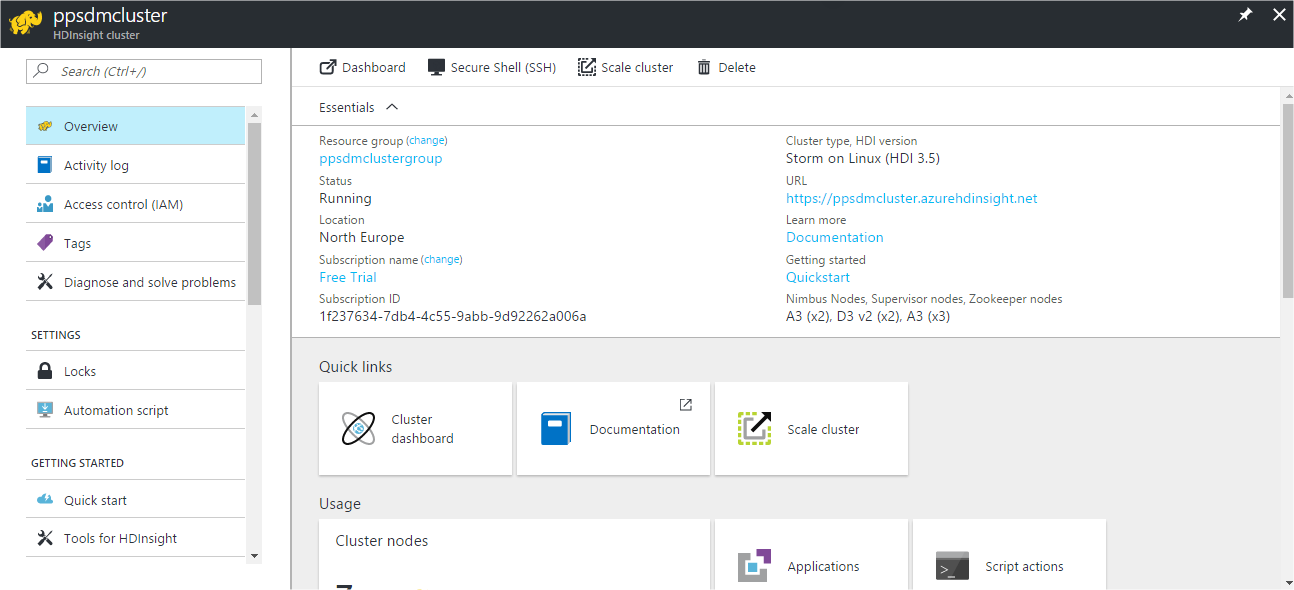 ppsdmcluster
HDInsight cluster
Search (Ctrl+/)
Overview
Activity log
Access control (IAM)
Tags
Diagnose and solve problems
SETTINGS
Locks
Automation script
GETTING STARTED
Quick start
Tools for HDInsight
Dashboard Secure Shell (SSH) Scale cluster Delete
Essentials
Resource group (change)
ppsdmclustergroup
Status
Running
Location
North Europe
Subscription name (change)
Free Trial
Subscription ID
1f237634-7db4-4c55-9abb-9d92262a006a
Cluster type, HDI version
Storm on Linux (HDI 3.5)
URL
https://ppsdmcluster.azurehdinsight.net
Learn more
Documentation
Getting started
Quickstart
Nimbus Nodes, Supervisor nodes, Zookeeper nodes
A3 (x2), D3 v2 (x2), A3 (x3)
Quick links
Cluster
dashboard
Documentation
Scale cluster
Usage
Cluster nodes
Applications
Script actions